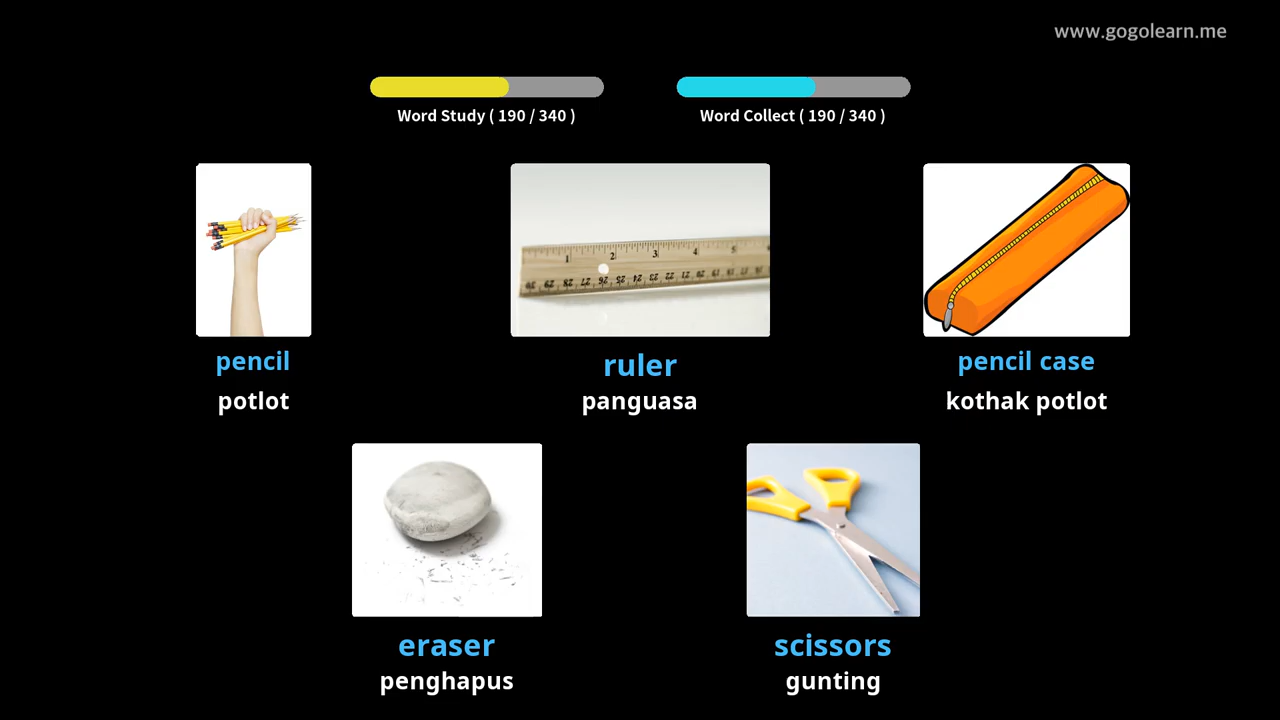 www.gogolearn.me
Word Study ( 190 / 340 )
Word Collect ( 190 / 340 )
pencil
potlot
ruler
panguasa
pencil case
kothak potlot
eraser
penghapus
scissors
gunting